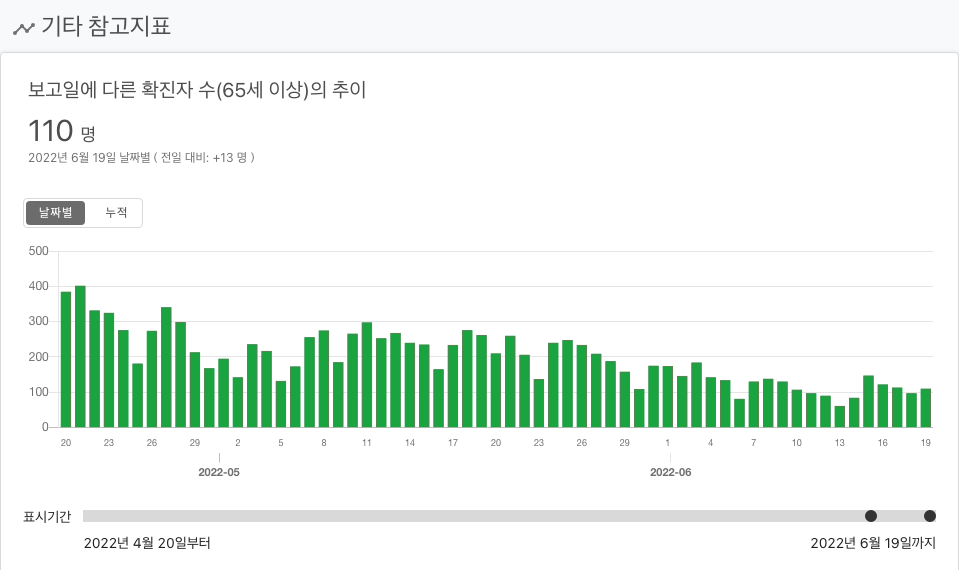 기타 참고지표
보고일에 다른 확진자 수(65세 이상)의 추이
110 명
2022년 6월 19일 날짜별 ( 전일 대비: +13 명 )
날짜별 누적
500
400
300
200
100
0
20 23 26 29 2 5 8 11 14 17 20 23 26 29 1 4 7 10 13 16 19
2022-05 2022-06
표시기간
2022년 4월 20일부터 2022년 6월 19일까지